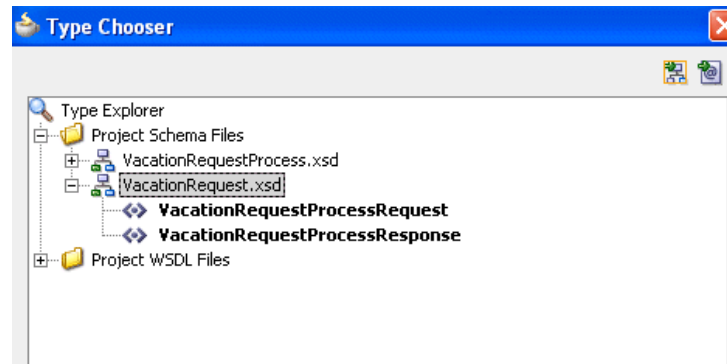 Type Chooser
Type Explorer
Project Schema Files
VacationRequestProcess.xsd
VacationRequest.xsd
VacationRequestProcessRequest
VacationRequestProcessResponse
Project WSDL Files